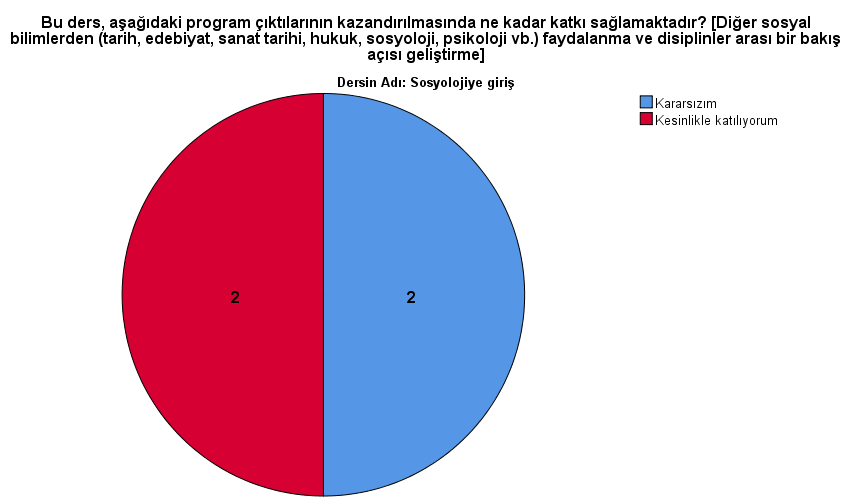 Bu ders, aşağıdaki program çıktılarının kazandırılmasında ne kadar katkı sağlamaktadır? [Diğer sosyal
bilimlerden (tarih, edebiyat, sanat tarihi, hukuk, sosyoloji, psikoloji vb.) faydalanma ve disiplinler arası bir bakış
açısı geliştirme]
Dersin Adı: Sosyolojiye giriş
Kararsızım
Kesinlikle katılıyorum
2
2